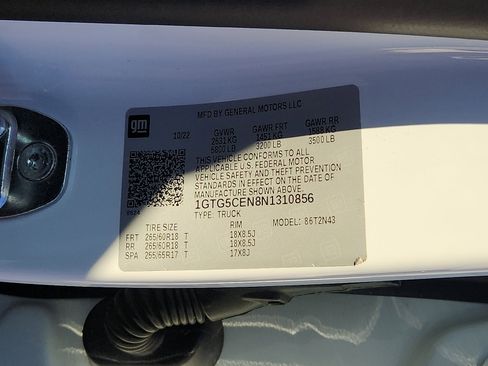 gm
MFD BY GENERAL MOTORS LLC
10/22 GVWR GAWR FRT GAWR RR
2631 KG 1451 KG 1588 KG
5800 LB 3200 LB 3500 LB
THIS VEHICLE CONFORMS TO ALL
APPLICABLE U.S. FEDERAL MOTOR
VEHICLE SAFETY AND THEFT PREVENTION
STANDARDS IN EFFECT ON THE DATE OF
MANUFACTURE SHOWN ABOVE
1GTG5CEN8N1310856
TYPE: TRUCK
TIRE SIZE RIM MODEL: 86T2N43
FRT 265/60R18 T 18X8.5J
RR 265/60R18 T 18X8.5J
SPA 255/65R17 T 17X8J